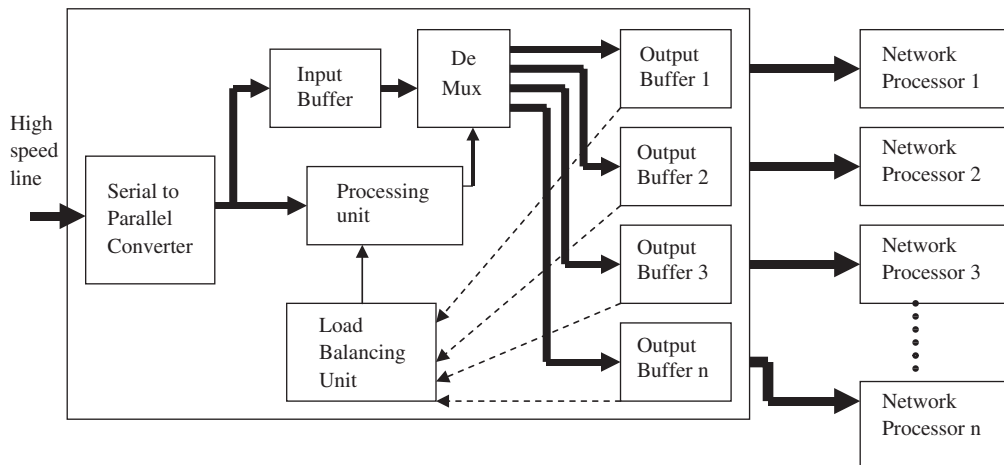 High
speed
line
Serial to
Parallel
Converter
Input
Buffer
De
Mux
Processing
unit
Load
Balancing
Unit
Output
Buffer 1
Output
Buffer 2
Output
Buffer 3
Output
Buffer n
Network
Processor 1
Network
Processor 2
Network
Processor 3
Network
Processor n